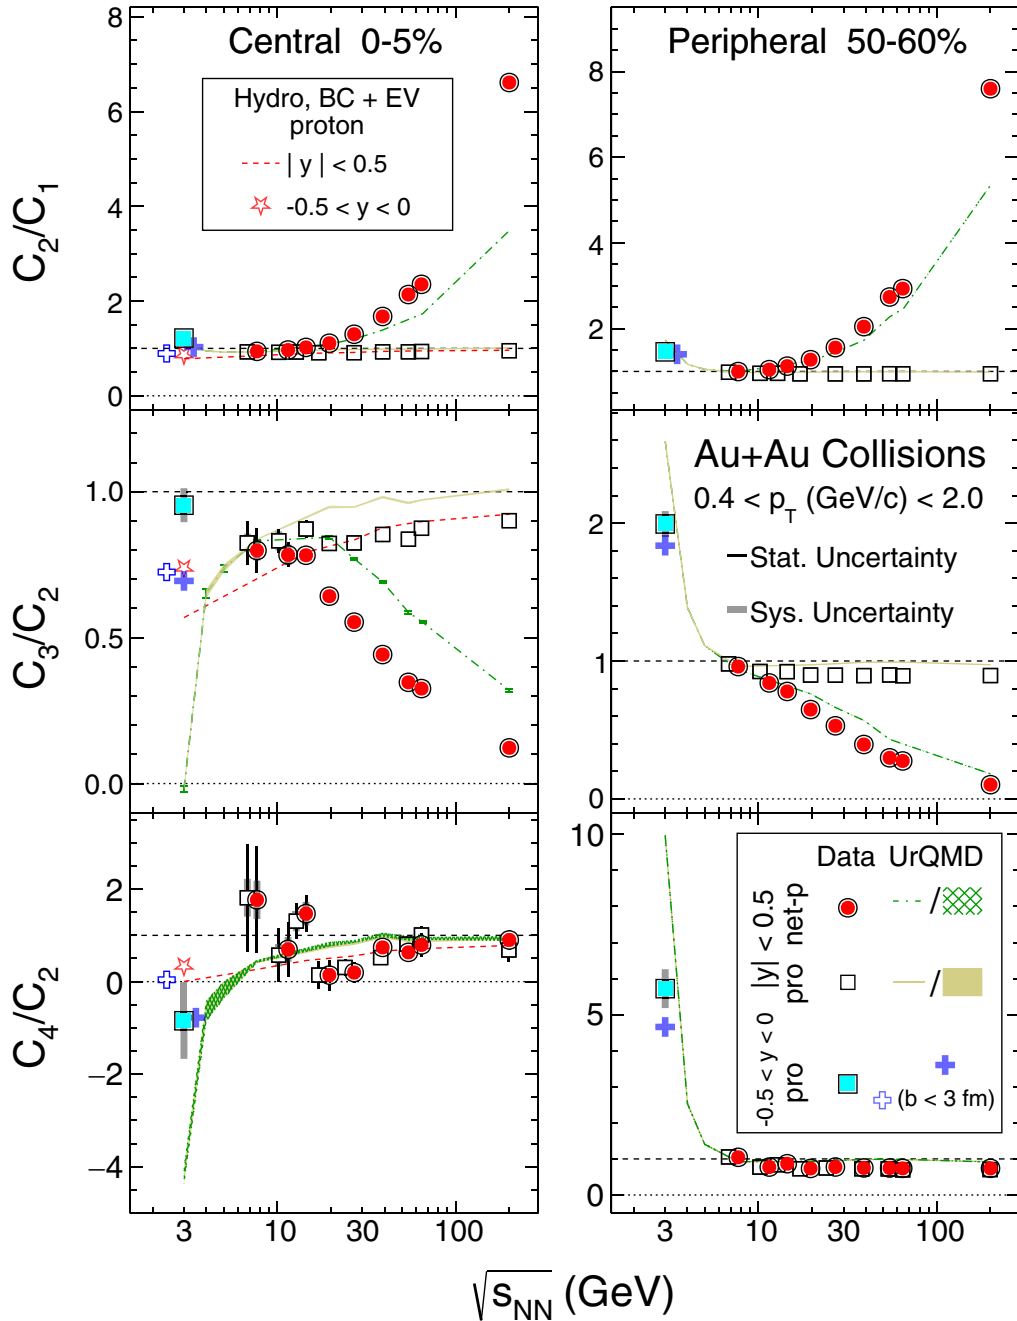 Central 0-5%
Peripheral 50-60%
Hydro, BC + EV
proton
| y | < 0.5
-0.5 < y < 0
C2/C1
8
6
4
2
0
8
6
4
2
Au+Au Collisions
0.4 < pT (GeV/c) < 2.0
Stat. Uncertainty
Sys. Uncertainty
C3/C2
1.0
0.5
0.0
2
1
0
Data UrQMD
|y| < 0.5
net-p
/
pro
/
-0.5 < y < 0
pro
(b < 3 fm)
C4/C2
2
0
−2
−4
10
5
0
3 10 30 100
3 10 30 100
√sNN (GeV)